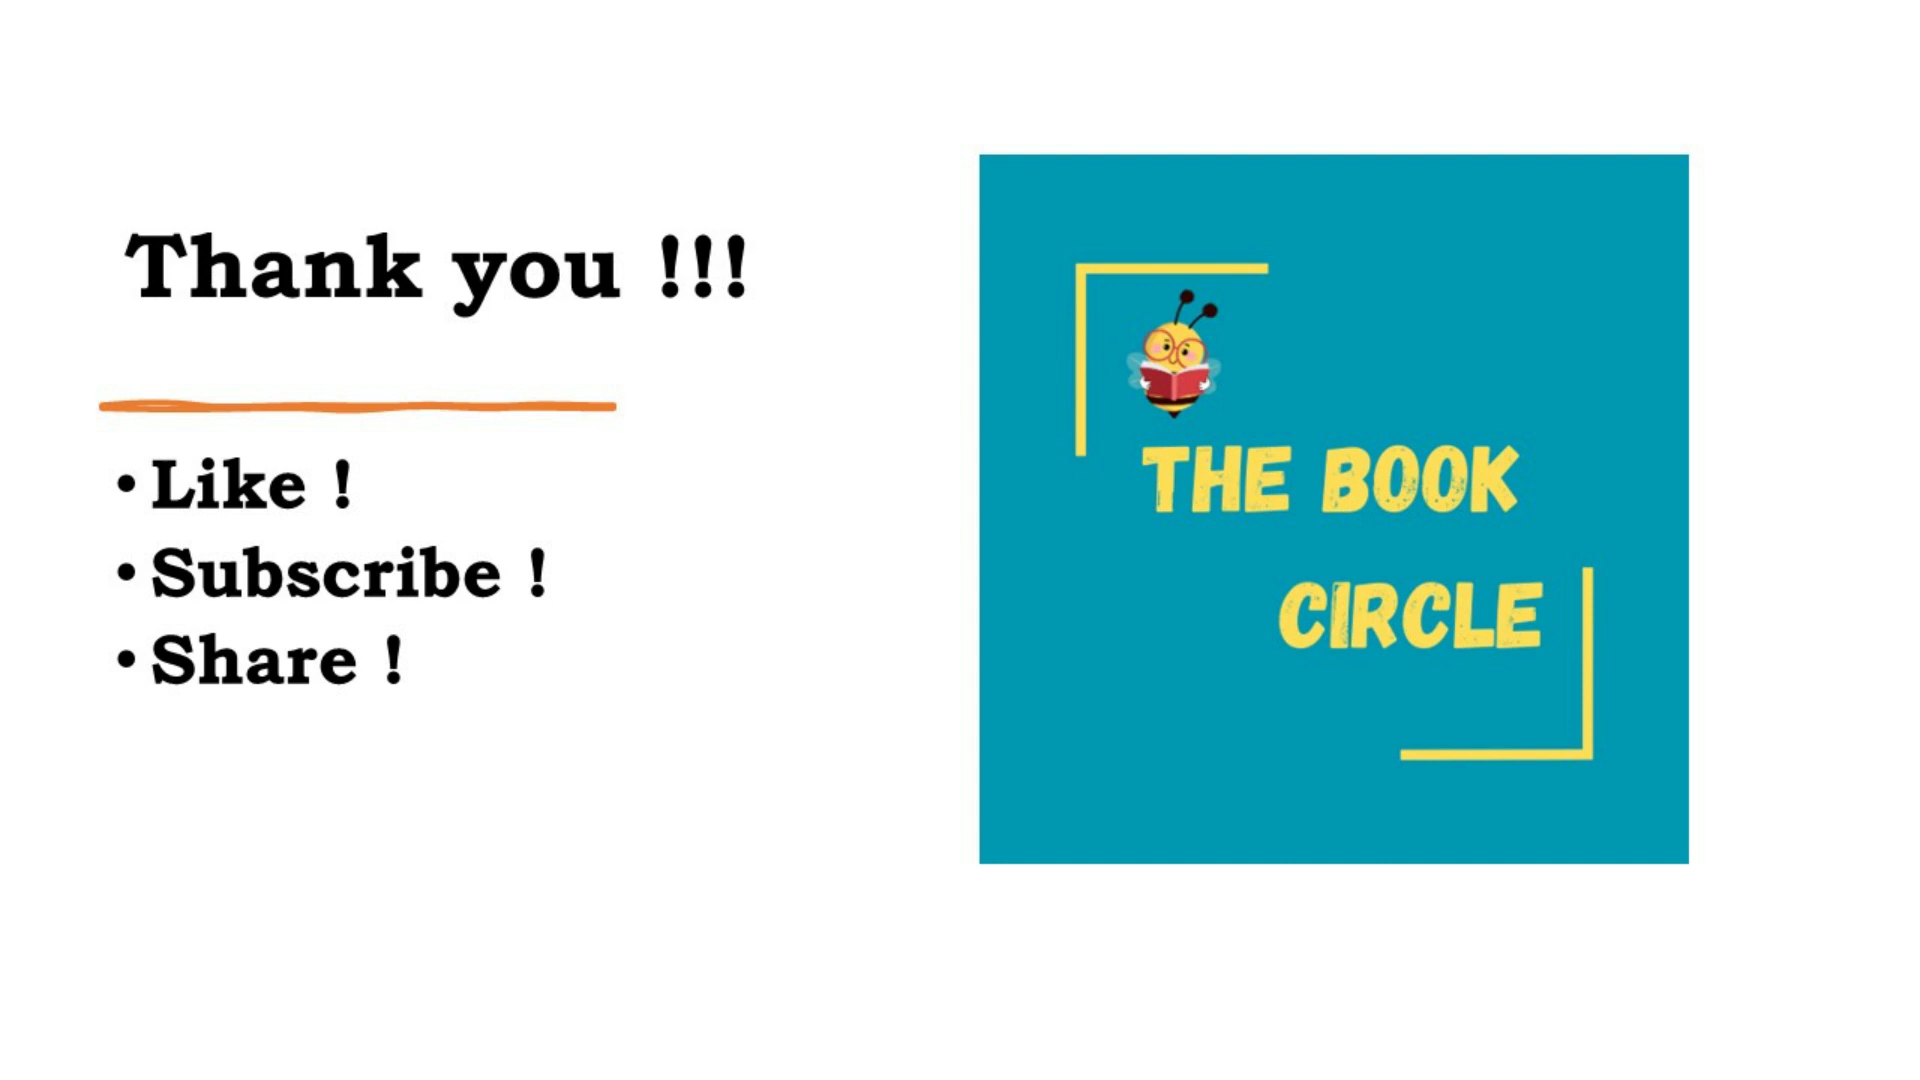 Thank you !!!
• Like !
• Subscribe !
• Share !
THE BOOK
CIRCLE